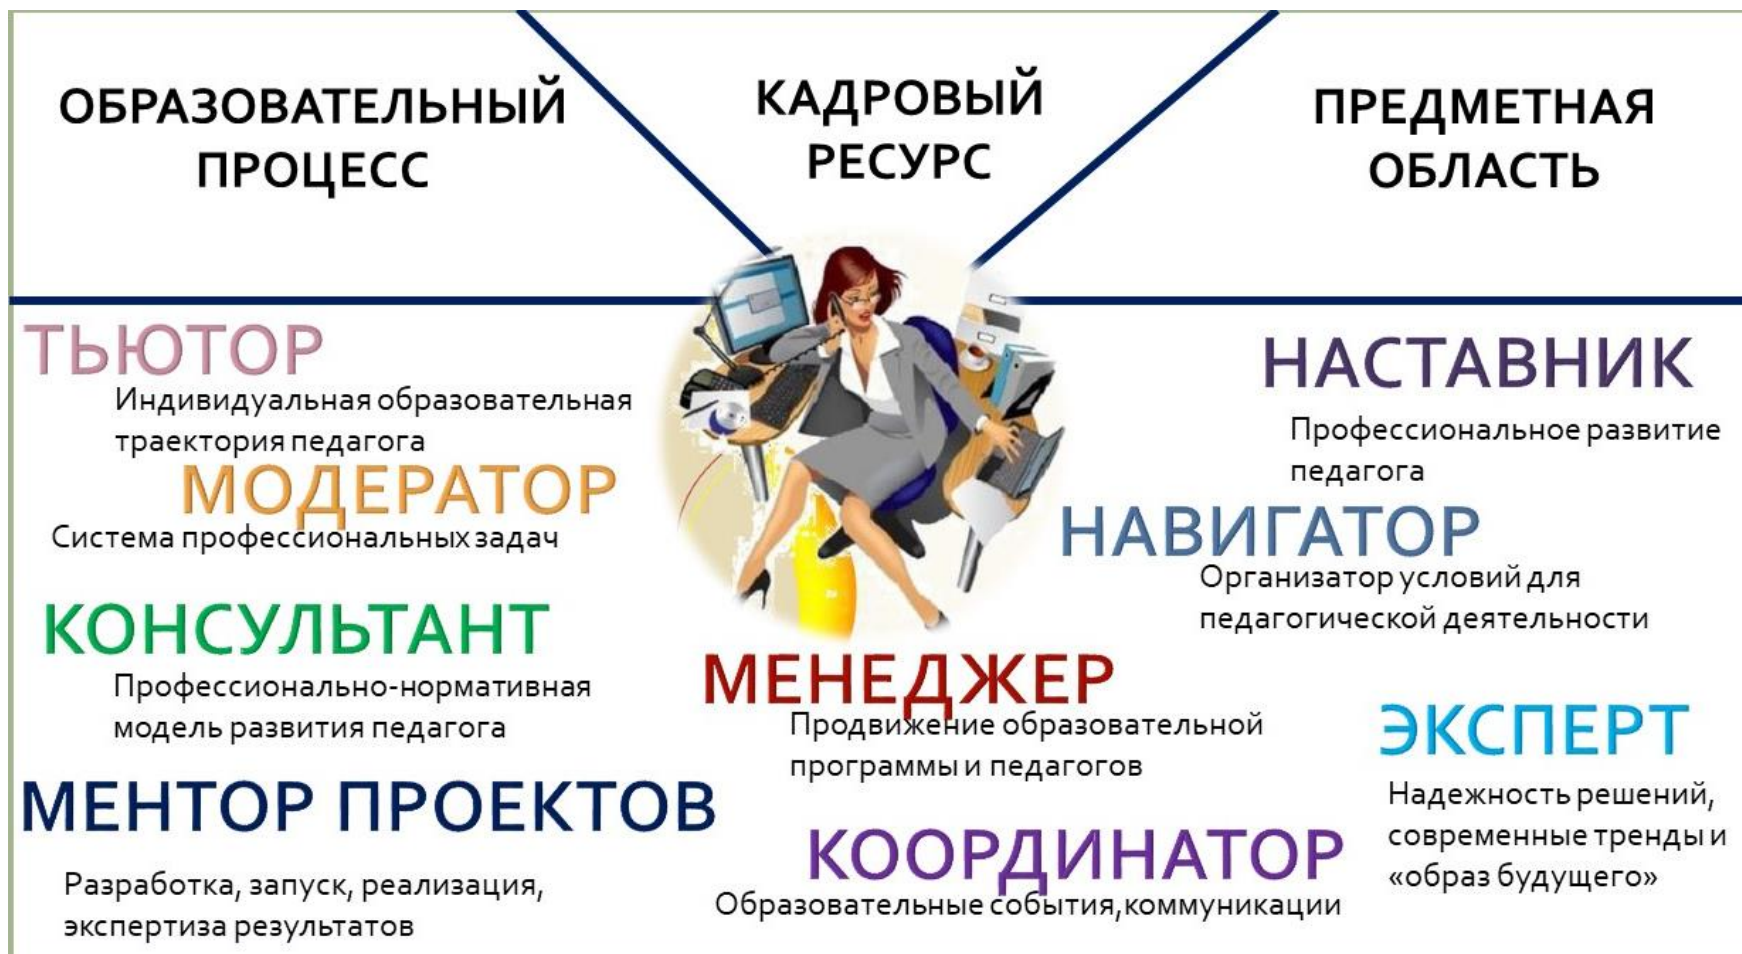 ОБРАЗОВАТЕЛЬНЫЙ
ПРОЦЕСС
КАДРОВЫЙ
РЕСУРС
ПРЕДМЕТНАЯ
ОБЛАСТЬ
ТЬЮТОР
Индивидуальная образовательная
траектория педагога
МОДЕРАТОР
Система профессиональных задач
КОНСУЛЬТАНТ
Профессионально-нормативная
модель развития педагога
МЕНТОР ПРОЕКТОВ
Разработка, запуск, реализация,
экспертиза результатов
МЕНЕДЖЕР
Продвижение образовательной
программы и педагогов
КООРДИНАТОР
Образовательные события, коммуникации
НАСТАВНИК
Профессиональное развитие
педагога
НАВИГАТОР
Организатор условий для
педагогической деятельности
ЭКСПЕРТ
Надежность решений,
современные тренды и
«образ будущего»